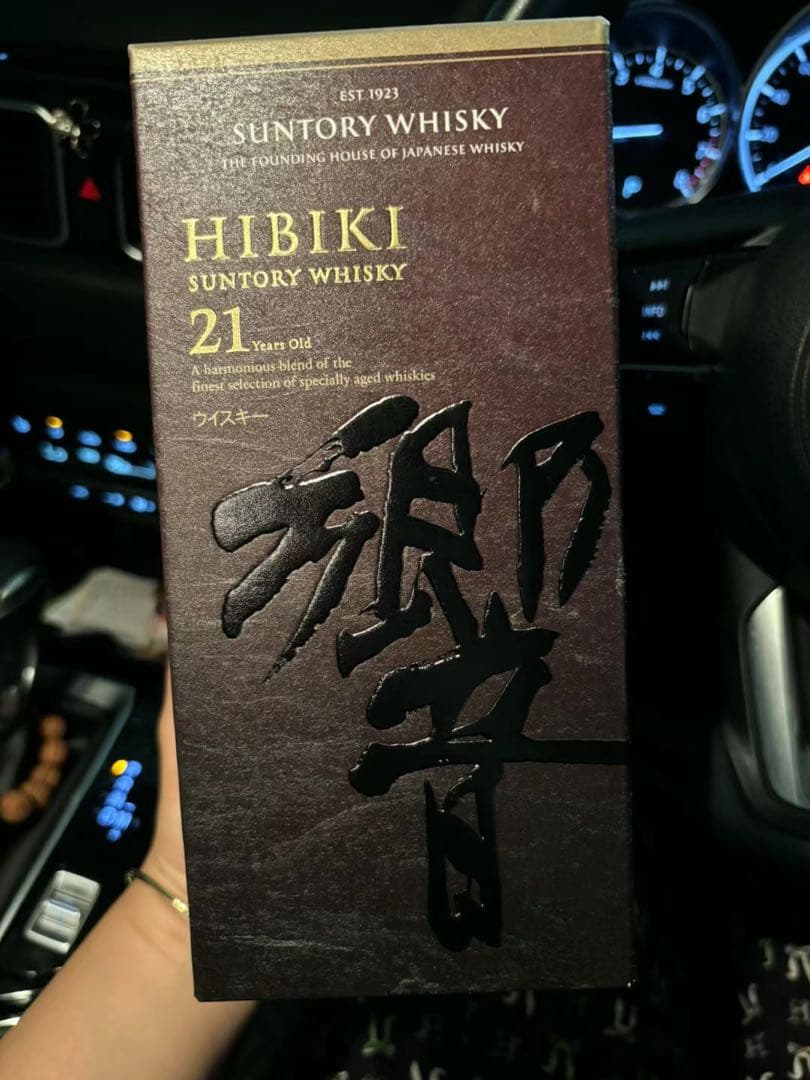 EST. 1923
SUNTORY WHISKY
THE FOUNDING HOUSE OF JAPANESE WHISKY
HIBIKI
SUNTORY WHISKY
21 Years Old
A harmonious blend of the
finest selection of specially aged whiskies
ウイスキー
響
INFO